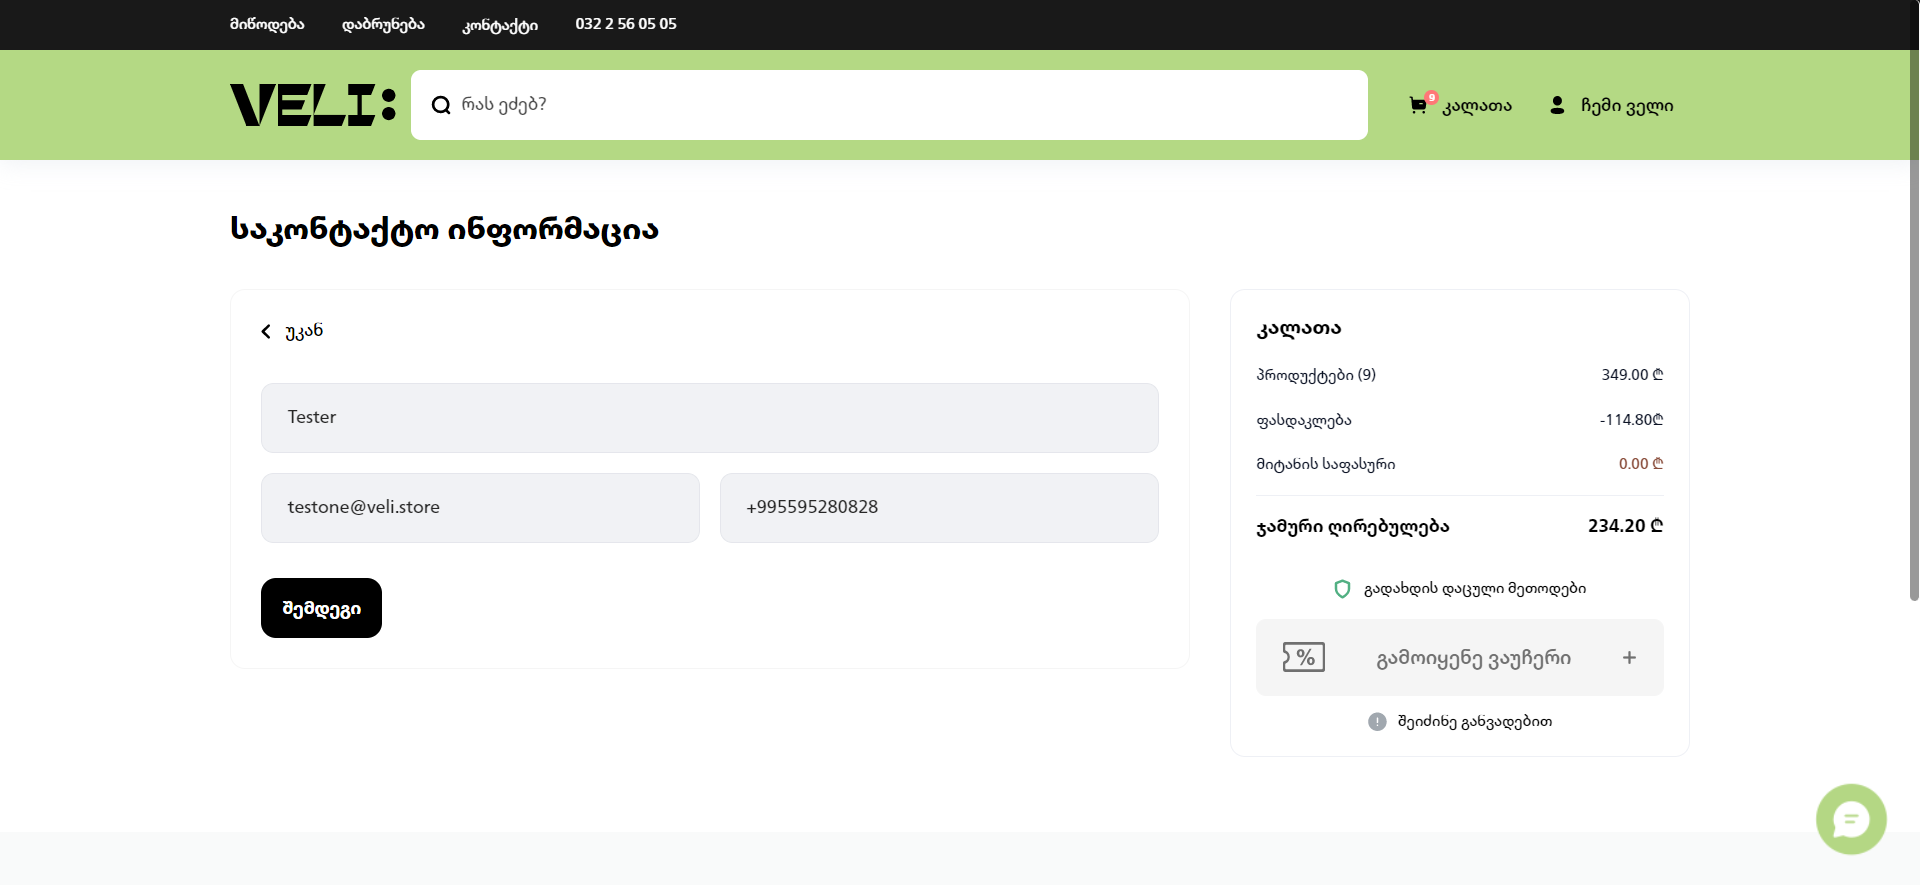 მიწოდება დაბრუნება კონტაქტი 032 2 56 05 05
VELI: რას ეძებ? 9 კალათა ჩემი ველი
საკონტაქტო ინფორმაცია
უკან
Tester
testone@veli.store +995595280828
შემდეგი
კალათა
პროდუქტები (9) 349.00 ₾
ფასდაკლება -114.80₾
მიტანის საფასური 0.00 ₾
ჯამური ღირებულება 234.20 ₾
გადახდის დაცული მეთოდები
% გამოიყენე ვაუჩერი +
შეიძინე განვადებით